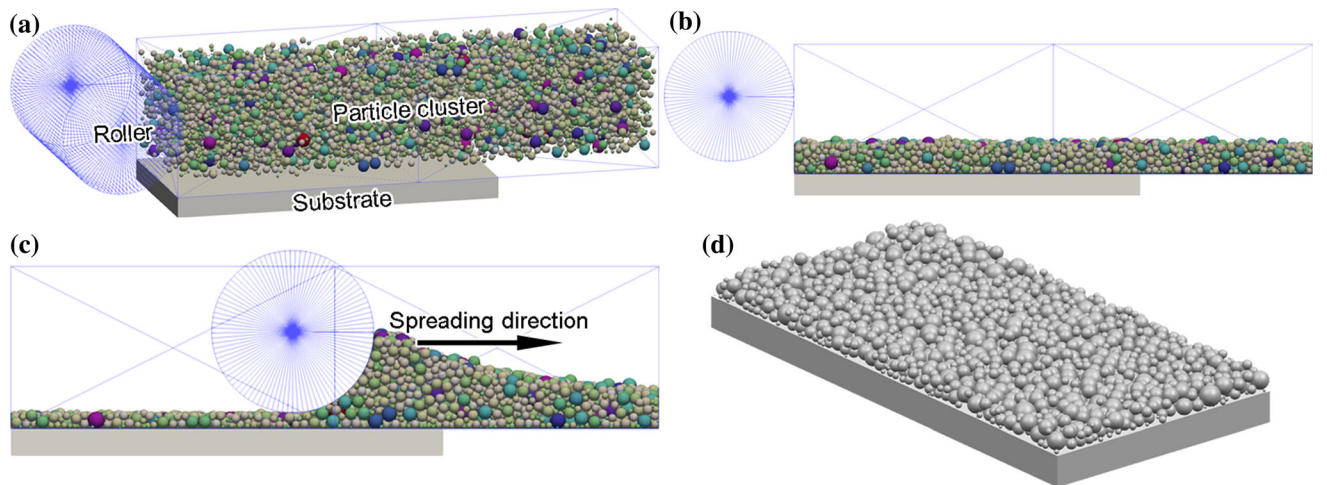 (a)
Roller
Particle cluster
Substrate
(b)
(c)
Spreading direction
(d)